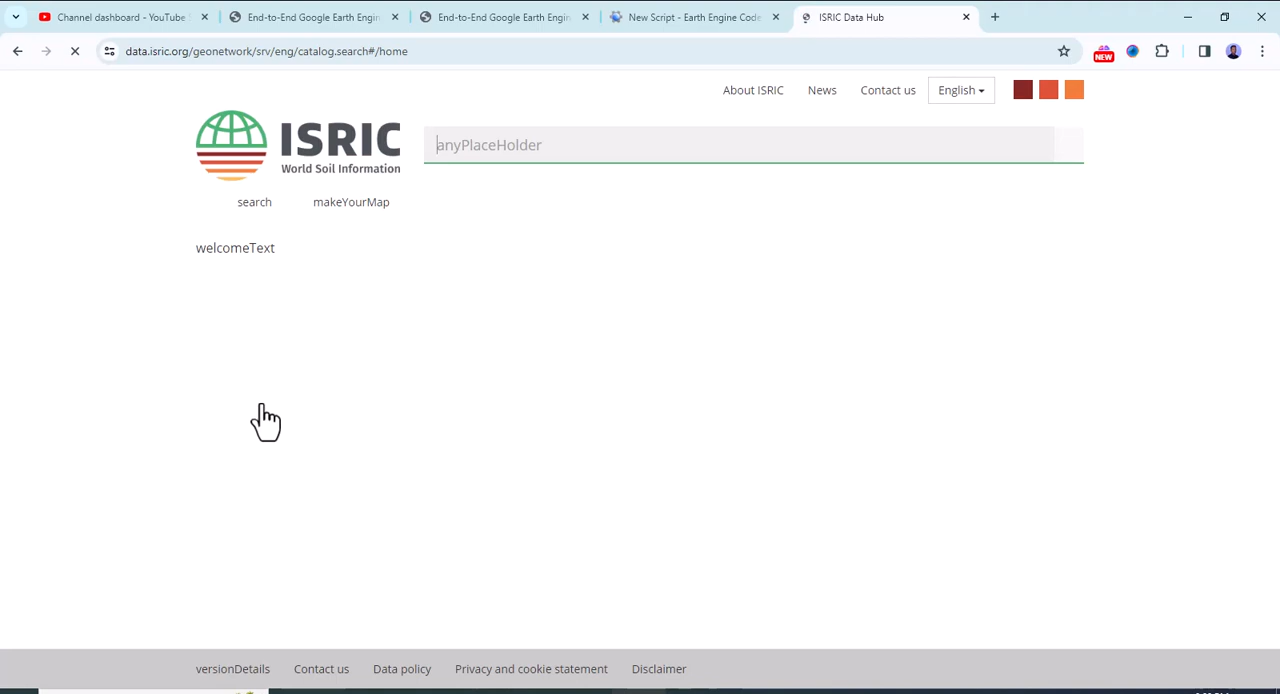 Channel dashboard - YouTube
End-to-End Google Earth Engin
End-to-End Google Earth Engin
New Script - Earth Engine Code
ISRIC Data Hub
data.isric.org/geonetwork/srv/eng/catalog.search#/home
NEW
About ISRIC
News
Contact us
English
ISRIC
World Soil Information
anyPlaceHolder
search
makeYourMap
welcomeText
versionDetails
Contact us
Data policy
Privacy and cookie statement
Disclaimer